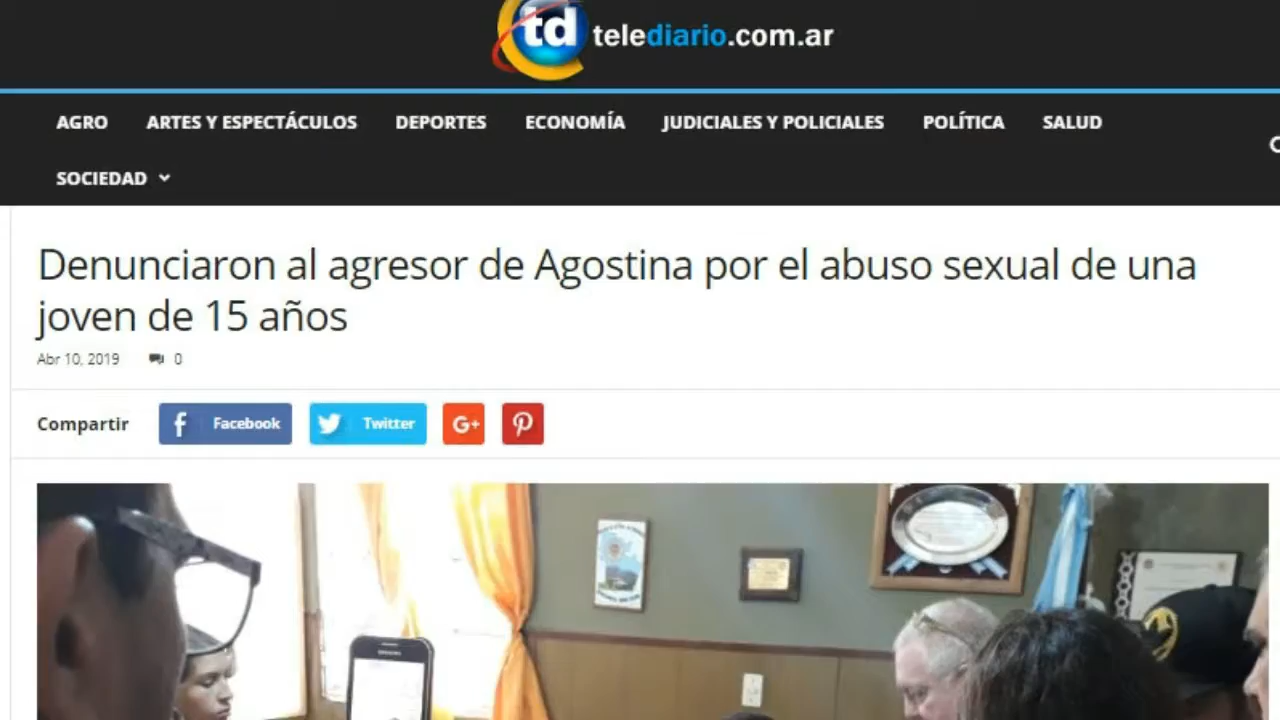 td telediario.com.ar
AGRO ARTES Y ESPECTÁCULOS DEPORTES ECONOMÍA JUDICIALES Y POLICIALES POLÍTICA SALUD
SOCIEDAD
Denunciaron al agresor de Agostina por el abuso sexual de una
joven de 15 años
Abr 10, 2019 0
Compartir f Facebook Twitter G+
SAMSUNG